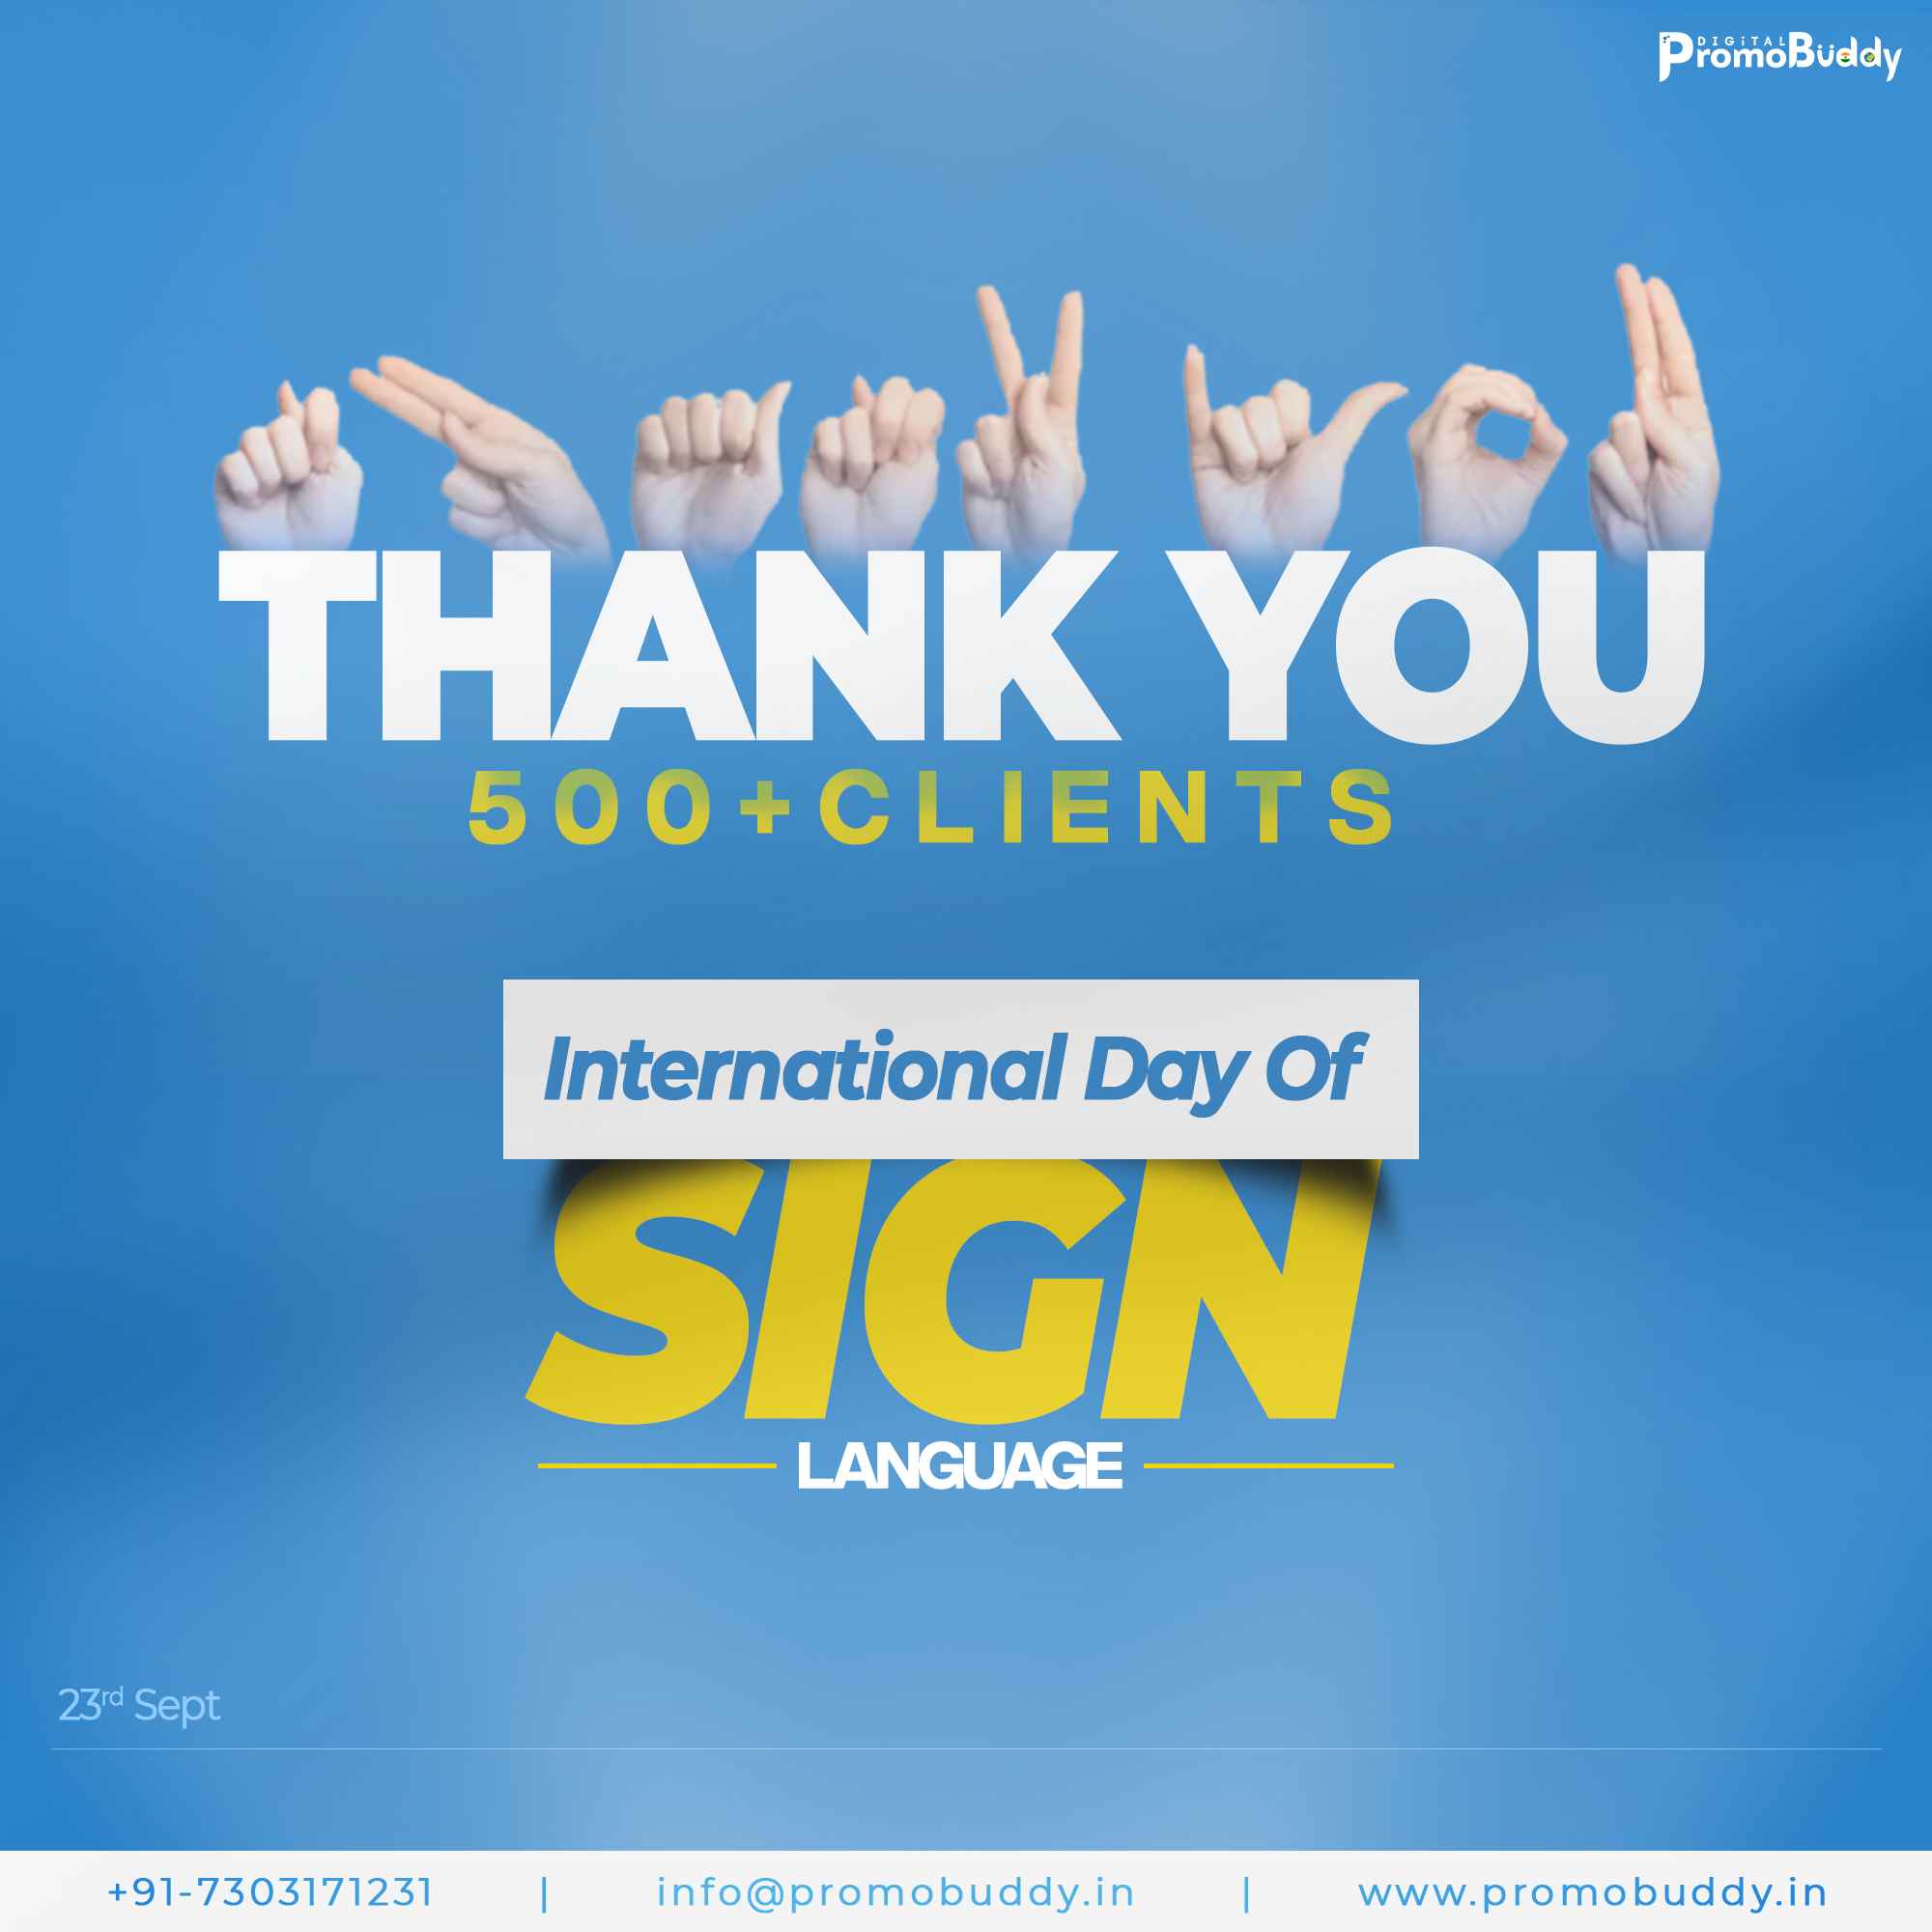 DIGITAL
PromoBuddy
THANK YOU
500+CLIENTS
International Day Of
SIGN
LANGUAGE
23rd Sept
+91-7303171231 | info@promobuddy.in | www.promobuddy.in